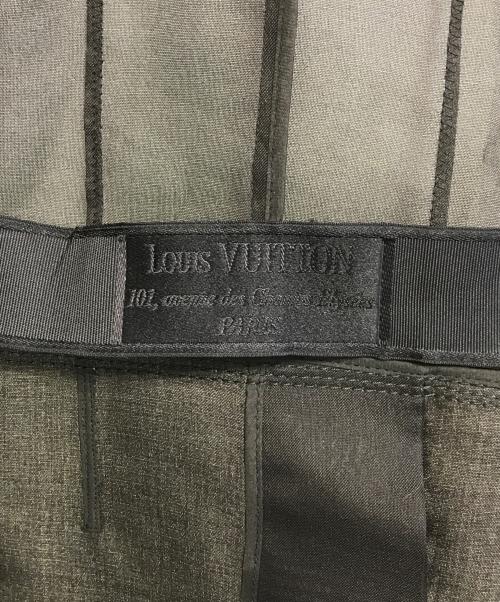 LOUIS VUITTON
101, avenue des Champs Elysées
PARIS